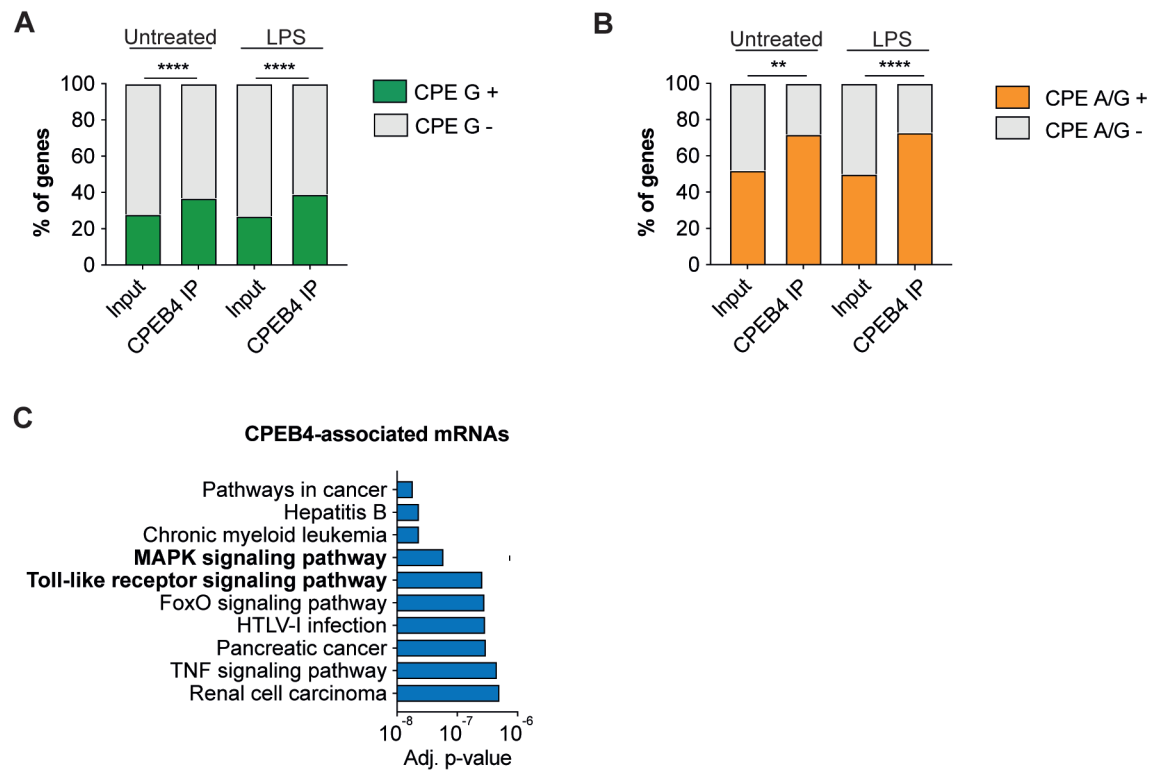 A
Untreated LPS
**** ****
100
80
60
40
20
0
% of genes
Input
CPEB4 IP
Input
CPEB4 IP
CPE G +
CPE G -
B
Untreated LPS
** ****
100
80
60
40
20
0
% of genes
Input
CPEB4 IP
Input
CPEB4 IP
CPE A/G +
CPE A/G -
C
CPEB4-associated mRNAs
Pathways in cancer
Hepatitis B
Chronic myeloid leukemia
MAPK signaling pathway
Toll-like receptor signaling pathway
FoxO signaling pathway
HTLV-I infection
Pancreatic cancer
TNF signaling pathway
Renal cell carcinoma
10⁻⁸ 10⁻⁷ 10⁻⁶
Adj. p-value